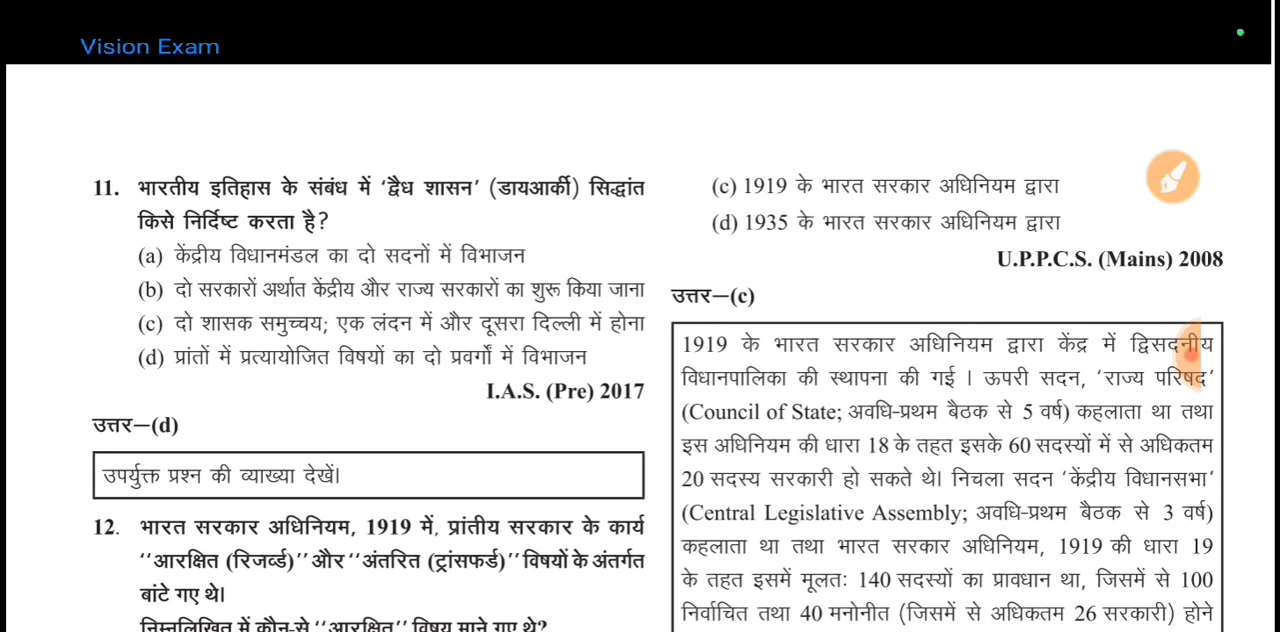 Vision Exam
11. भारतीय इतिहास के संबंध में 'द्वैध शासन' (डायआर्की) सिद्धांत
किसे निर्दिष्ट करता है?
(a) केंद्रीय विधानमंडल का दो सदनों में विभाजन
(b) दो सरकारों अर्थात केंद्रीय और राज्य सरकारों का शुरू किया जाना
(c) दो शासक समुच्चय; एक लंदन में और दूसरा दिल्ली में होना
(d) प्रांतों में प्रत्यायोजित विषयों का दो प्रवर्गों में विभाजन
I.A.S. (Pre) 2017
उत्तर–(d)
उपर्युक्त प्रश्न की व्याख्या देखें।
12. भारत सरकार अधिनियम, 1919 में, प्रांतीय सरकार के कार्य
''आरक्षित (रिजर्व्ड)'' और ''अंतरित (ट्रांसफर्ड)'' विषयों के अंतर्गत
बांटे गए थे।
निम्नलिखित में कौन-से ''आरक्षित'' विषय माने गए थे?
(c) 1919 के भारत सरकार अधिनियम द्वारा
(d) 1935 के भारत सरकार अधिनियम द्वारा
U.P.P.C.S. (Mains) 2008
उत्तर–(c)
1919 के भारत सरकार अधिनियम द्वारा केंद्र में द्विसदनीय
विधानपालिका की स्थापना की गई । ऊपरी सदन, 'राज्य परिषद'
(Council of State; अवधि-प्रथम बैठक से 5 वर्ष) कहलाता था तथा
इस अधिनियम की धारा 18 के तहत इसके 60 सदस्यों में से अधिकतम
20 सदस्य सरकारी हो सकते थे। निचला सदन 'केंद्रीय विधानसभा'
(Central Legislative Assembly; अवधि-प्रथम बैठक से 3 वर्ष)
कहलाता था तथा भारत सरकार अधिनियम, 1919 की धारा 19
के तहत इसमें मूलतः 140 सदस्यों का प्रावधान था, जिसमें से 100
निर्वाचित तथा 40 मनोनीत (जिसमें से अधिकतम 26 सरकारी) होने